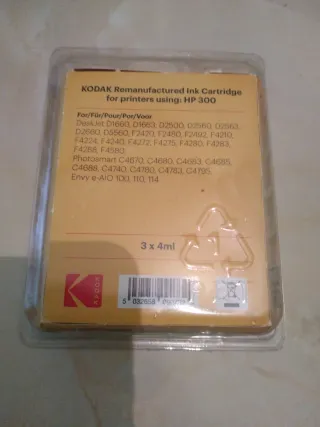 KODAK Remanufactured Ink Cartridge
for printers using: HP 300
For/Für/Pour/Por/Voor
DeskJet D1660, D1663, D2500, D2560, D2563,
D2660, D5560, F2420, F2480, F2492, F4210,
F4224, F4240, F4272, F4275, F4280, F4283,
F4288, F4580
Photosmart C4670, C4680, C4683, C4685,
C4688, C4740, C4780, C4783, C4795
Envy e-AiO 100, 110, 114
3 x 4ml
KODAK